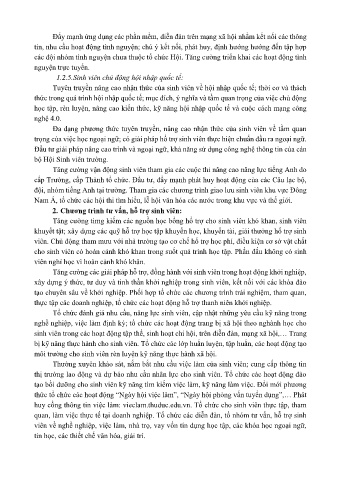 Đẩy mạnh ứng dụng các phần mềm, diễn đàn trên mạng xã hội nhằm kết nối các thông
tin, nhu cầu hoạt động tình nguyện; chú ý kết nối, phát huy, định hướng hướng đến tập hợp
các đội nhóm tình nguyện chưa thuộc tổ chức Hội. Tăng cường triển khai các hoạt động tình
nguyện trực tuyến.
1.2.5.Sinh viên chủ động hội nhập quốc tế:
Tuyên truyền nâng cao nhận thức của sinh viên về hội nhập quốc tế; thời cơ và thách
thức trong quá trình hội nhập quốc tế; mục đích, ý nghĩa và tầm quan trọng của việc chủ động
học tập, rèn luyện, nâng cao kiến thức, kỹ năng hội nhập quốc tế và cuộc cách mạng công
nghệ 4.0.
Đa dạng phương thức tuyên truyền, nâng cao nhận thức của sinh viên về tầm quan
trọng của việc học ngoại ngữ; có giải pháp hỗ trợ sinh viên thực hiện chuẩn đầu ra ngoại ngữ.
Đầu tư giải pháp nâng cao trình độ ngoại ngữ, khả năng sử dụng công nghệ thông tin của cán
bộ Hội Sinh viên trường.
Tăng cường vận động sinh viên tham gia các cuộc thi nâng cao năng lực tiếng Anh do
cấp Trường, cấp Thành tổ chức. Đầu tư, đẩy mạnh phát huy hoạt động của các Câu lạc bộ,
đội, nhóm tiếng Anh tại trường. Tham gia các chương trình giao lưu sinh viên khu vực Đông
Nam Á, tổ chức các hội thi tìm hiểu, lễ hội văn hóa các nước trong khu vực và thế giới.
2. Chương trình tư vấn, hỗ trợ sinh viên:
Tăng cường tìm kiếm các nguồn học bổng hỗ trợ cho sinh viên khó khăn, sinh viên
khuyết tật; xây dựng các quỹ hỗ trợ học tập khuyến học, khuyến tài, giải thưởng hỗ trợ sinh
viên. Chủ động tham mưu với nhà trường tạo cơ chế hỗ trợ học phí, điều kiện cơ sở vật chất
cho sinh viên có hoàn cảnh khó khăn trong suốt quá trình học tập. Phấn đấu không có sinh
viên nghỉ học vì hoàn cảnh khó khăn.
Tăng cường các giải pháp hỗ trợ, đồng hành với sinh viên trong hoạt động khởi nghiệp,
xây dựng ý thức, tư duy và tinh thần khởi nghiệp trong sinh viên, kết nối với các khóa đào
tạo chuyên sâu về khởi nghiệp. Phối hợp tổ chức các chương trình trải nghiệm, tham quan,
thực tập các doanh nghiệp, tổ chức các hoạt động hỗ trợ thanh niên khởi nghiệp.
Tổ chức đánh giá nhu cầu, năng lực sinh viên, cập nhật những yêu cầu kỹ năng trong
nghề nghiệp, việc làm định kỳ; tổ chức các hoạt động trang bị xã hội theo nghành học cho
sinh viên trong các hoạt động tập thể, sinh hoạt chi hội, trên diễn đàn, mạng xã hội,… Trang
bị kỹ năng thực hành cho sinh viên. Tổ chức các lớp huấn luyện, tập huấn, các hoạt động tạo
môi trường cho sinh viên rèn luyện kỹ năng thực hành xã hội.
Thường xuyên khảo sát, nắm bắt nhu cầu việc làm của sinh viên; cung cấp thông tin
thị trường lao động và dự báo nhu cầu nhân lực cho sinh viên. Tổ chức các hoạt động đào
tạo bồi dưỡng cho sinh viên kỹ năng tìm kiếm việc làm, kỹ năng làm việc. Đổi mới phương
thức tổ chức các hoạt động “Ngày hội việc làm”, “Ngày hội phỏng vấn tuyển dụng”,… Phát
huy cổng thông tin việc làm: vieclam.thuduc.edu.vn. Tổ chức cho sinh viên thực tập, tham
quan, làm việc thực tế tại doanh nghiệp. Tổ chức các diễn đàn, tổ nhóm tư vấn, hỗ trợ sinh
viên về nghề nghiệp, việc làm, nhà trọ, vay vốn tín dụng học tập, các khóa học ngoại ngữ,
tin học, các thiết chế văn hóa, giải trí.